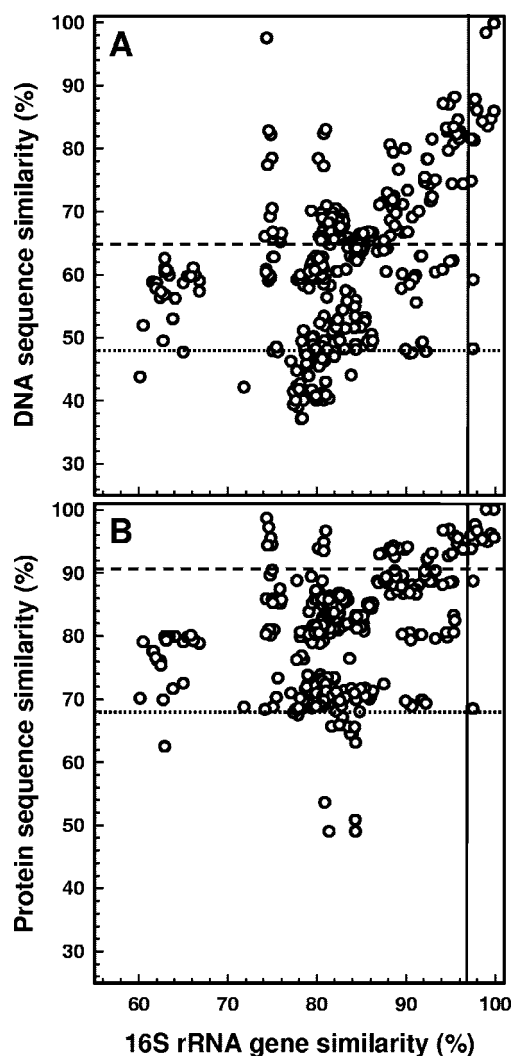 A
DNA sequence similarity (%)
100
90
80
70
60
50
40
30
B
Protein sequence similarity (%)
100
90
80
70
60
50
40
30
60 70 80 90 100
16S rRNA gene similarity (%)